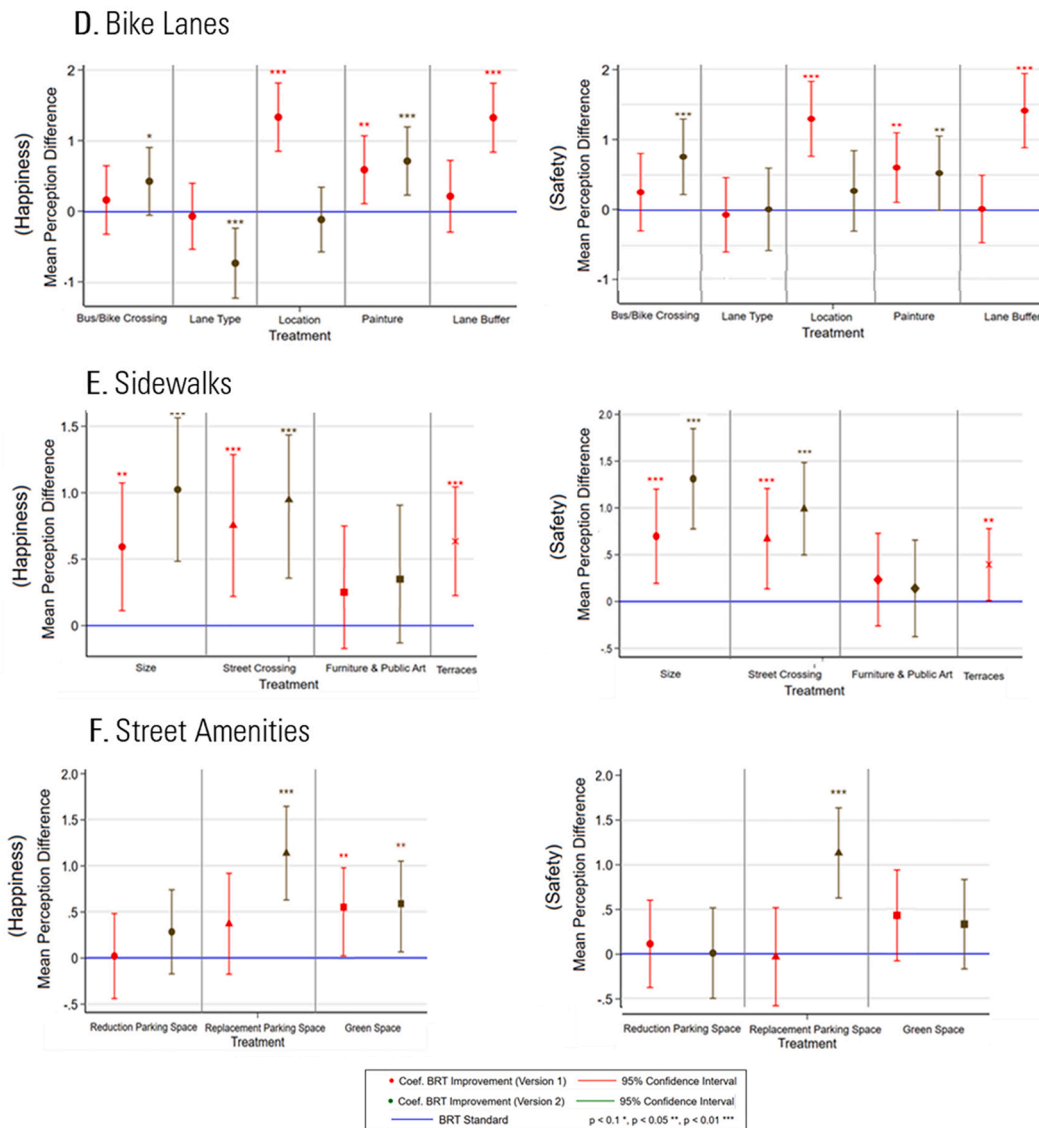 D. Bike Lanes
(Happiness)
Mean Perception Difference
2
1
0
-1
*
***
***
**
***
***
Bus/Bike Crossing Lane Type Location Painture Lane Buffer
Treatment
(Safety)
Mean Perception Difference
2
1
0
-1
***
***
**
**
***
Bus/Bike Crossing Lane Type Location Painture Lane Buffer
Treatment
E. Sidewalks
(Happiness)
Mean Perception Difference
1.5
1.0
.5
0
**
***
***
***
***
Size Street Crossing Furniture & Public Art Terraces
Treatment
(Safety)
Mean Perception Difference
2.0
1.5
1.0
.5
0
-.5
***
***
***
***
**
Size Street Crossing Furniture & Public Art Terraces
Treatment
F. Street Amenities
(Happiness)
Mean Perception Difference
2.0
1.5
1.0
.5
0
-.5
***
**
**
Reduction Parking Space Replacement Parking Space Green Space
Treatment
(Safety)
Mean Perception Difference
2.0
1.5
1.0
.5
0
-.5
***
Reduction Parking Space Replacement Parking Space Green Space
Treatment
Coef. BRT Improvement (Version 1) 95% Confidence Interval
Coef. BRT Improvement (Version 2) 95% Confidence Interval
BRT Standard p < 0.1 *, p < 0.05 **, p < 0.01 ***